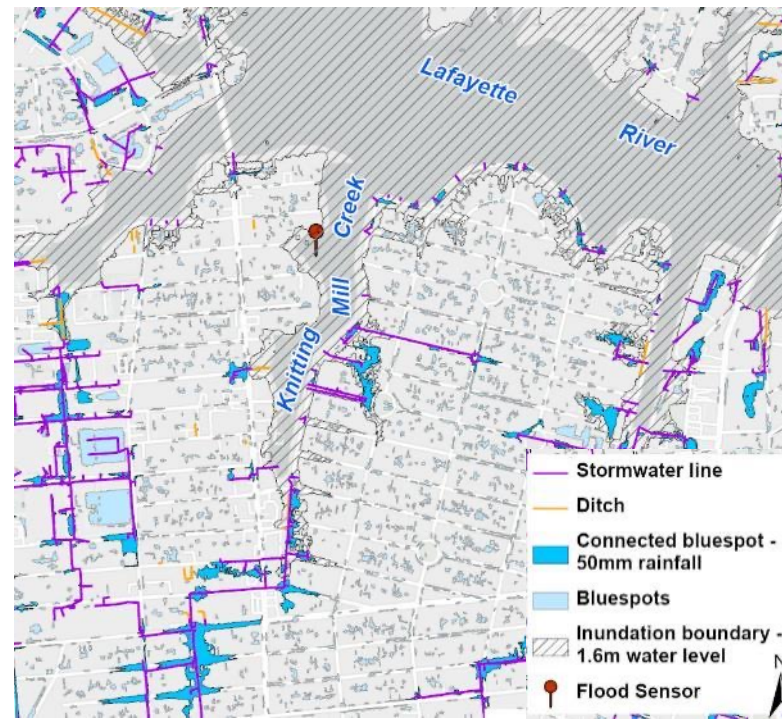 Lafayette
River
Creek
Mill
Knitting
Stormwater line
Ditch
Connected bluespot -
50mm rainfall
Bluespots
Inundation boundary -
1.6m water level
N
Flood Sensor